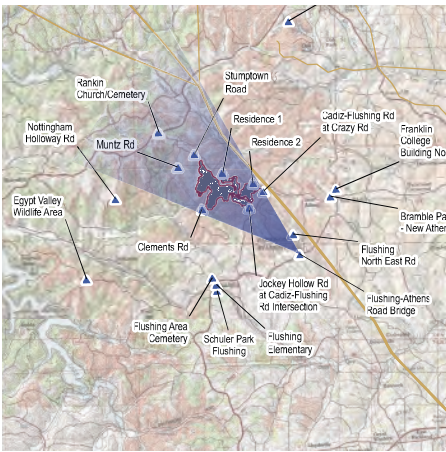 Rankin
Church/Cemetery
Stumptown
Road
Residence 1
Cadiz-Flushing Rd
at Crazy Rd
Nottingham
Holloway Rd
Muntz Rd
Residence 2
Franklin
College
Building No
Egypt Valley
Wildlife Area
Bramble Pa
- New Ather
Clements Rd
Flushing
North East Rd
Jockey Hollow Rd
at Cadiz-Flushing
Rd Intersection
Flushing-Athens
Road Bridge
Flushing Area
Cemetery
Schuler Park
Flushing
Flushing
Elementary